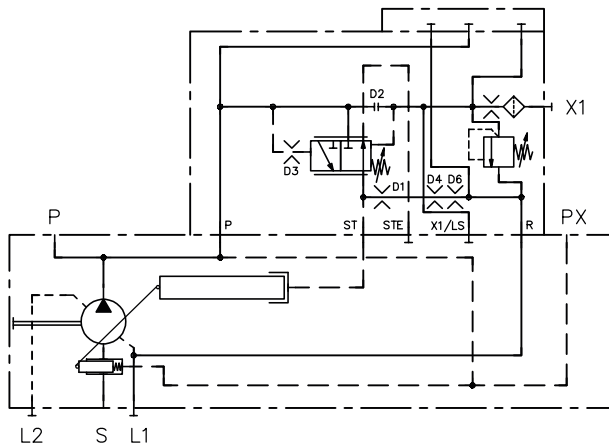 D2
X1
D3
D1 D4 D6
P P ST STE X1/LS R PX
L2 S L1